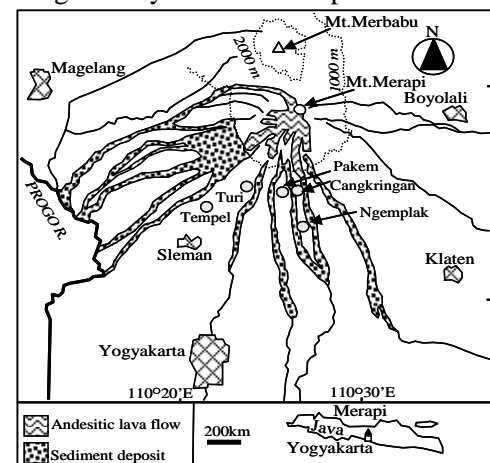 Mt.Merbabu
N
2000 m
1000 m
Magelang
Mt.Merapi
Boyolali
Pakem
Cangkringan
Turi
PROGO R.
Tempel
Ngemplak
Sleman
Klaten
Yogyakarta
110°20'E
110°30'E
Andesitic lava flow
Sediment deposit
200km
Merapi
Java
Yogyakarta